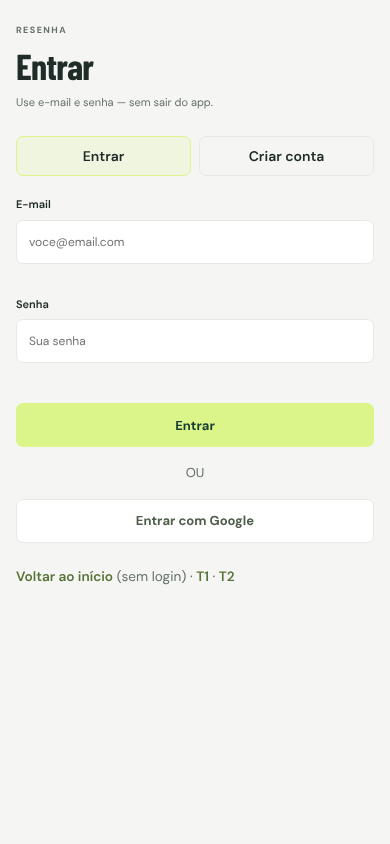 RESENHA
Entrar
Use e-mail e senha — sem sair do app.
Entrar
Criar conta
E-mail
voce@email.com
Senha
Sua senha
Entrar
OU
Entrar com Google
Voltar ao início (sem login) · T1 · T2